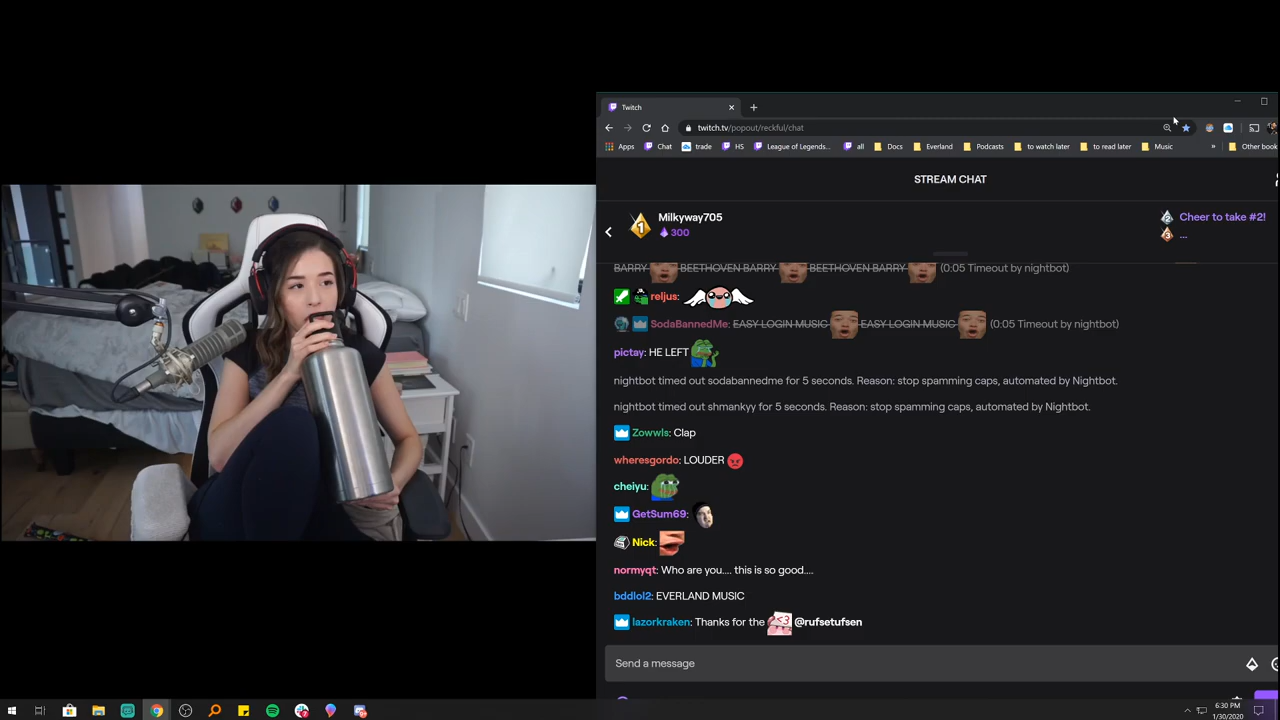 Twitch
twitch.tv/popout/reckful/chat
Apps Chat trade HS League of Legends... all Docs Everland Podcasts to watch later to read later Music » Other book
STREAM CHAT
1 Milkyway705
300
2 Cheer to take #2!
3 ...
BARRY BEETHOVEN BARRY BEETHOVEN BARRY (0:05 Timeout by nightbot)
reljus:
SodaBannedMe: EASY LOGIN MUSIC EASY LOGIN MUSIC (0:05 Timeout by nightbot)
pictay: HE LEFT
nightbot timed out sodabannedme for 5 seconds. Reason: stop spamming caps, automated by Nightbot.
nightbot timed out shmankyy for 5 seconds. Reason: stop spamming caps, automated by Nightbot.
Zowwls: Clap
wheresgordo: LOUDER
cheiyu:
GetSum69:
Nick:
normyqt: Who are you.... this is so good....
bddlol2: EVERLAND MUSIC
lazorkraken: Thanks for the <3 @rufsetufsen
Send a message
6:30 PM
1/30/2020